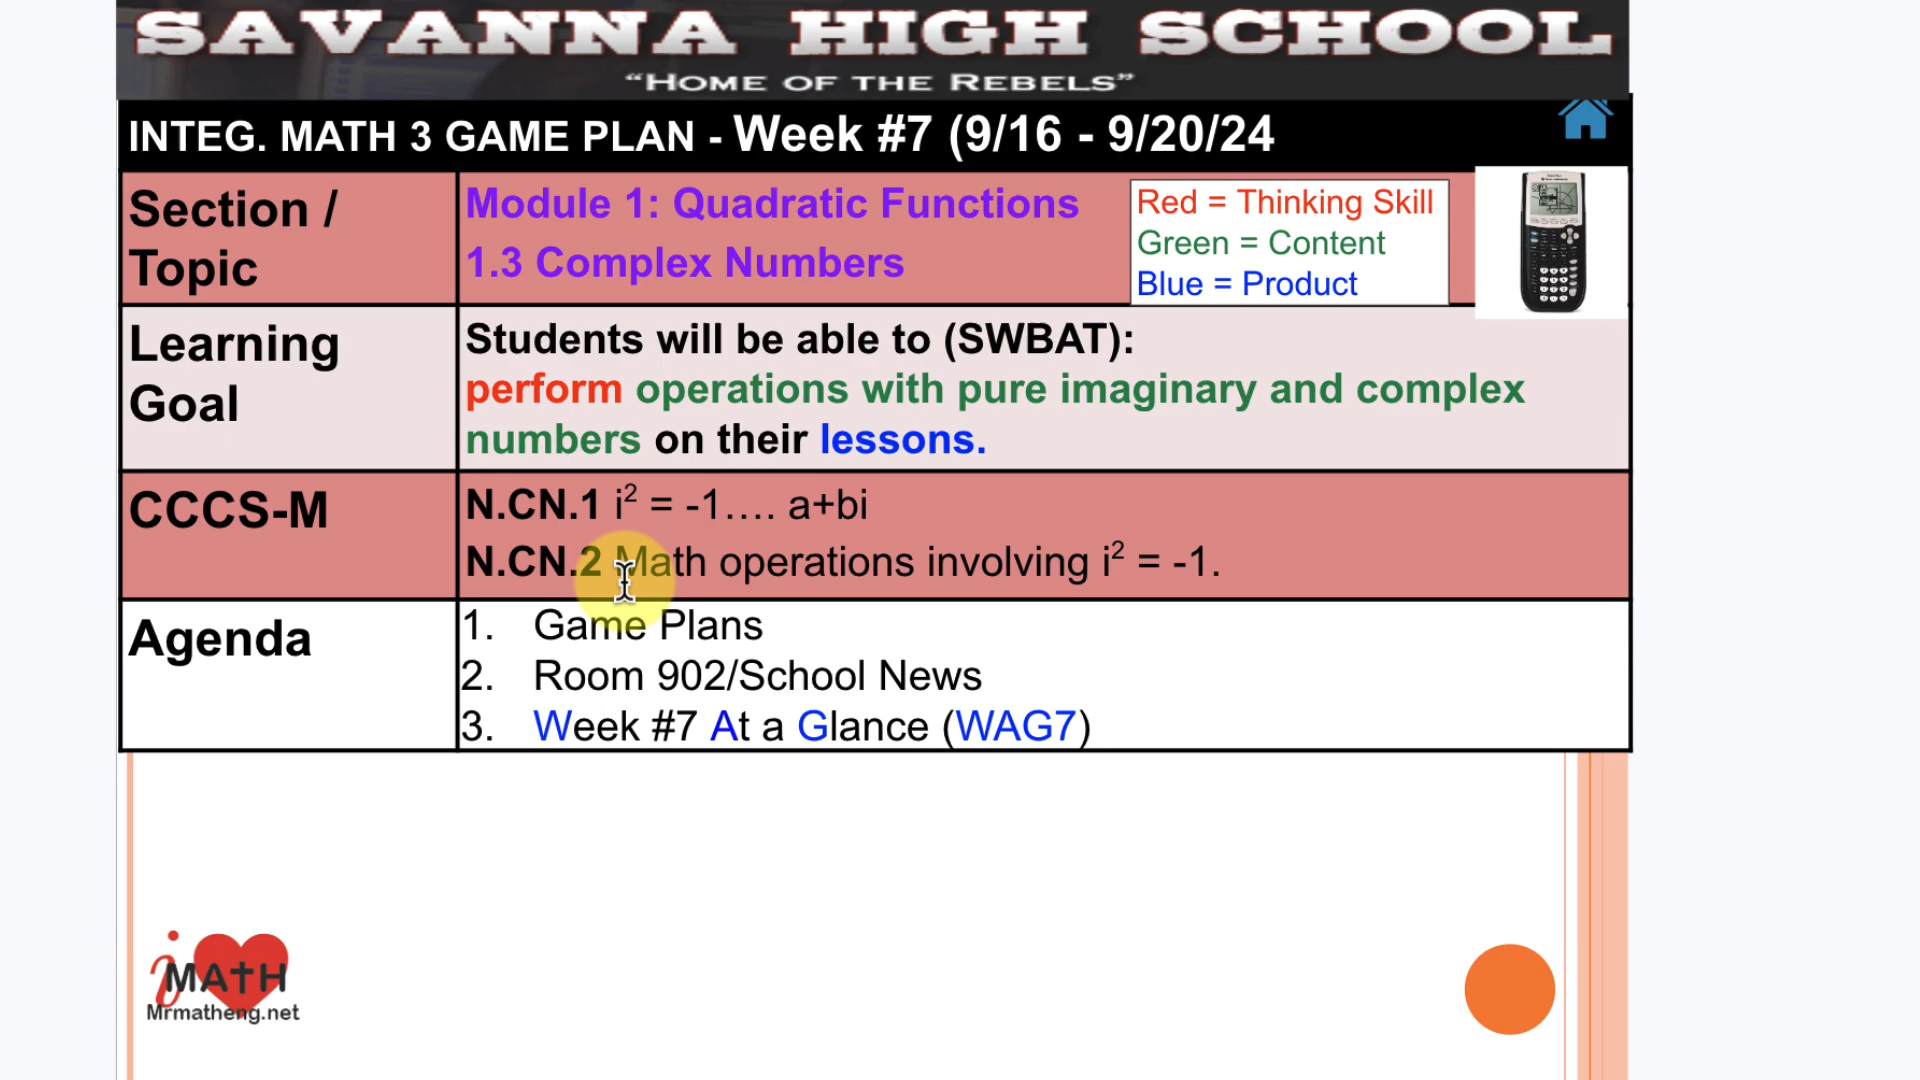 SAVANNA HIGH SCHOOL
“HOME OF THE REBELS”
INTEG. MATH 3 GAME PLAN - Week #7 (9/16 - 9/20/24
Section /
Topic
Module 1: Quadratic Functions
1.3 Complex Numbers
Red = Thinking Skill
Green = Content
Blue = Product
Learning
Goal
Students will be able to (SWBAT):
perform operations with pure imaginary and complex
numbers on their lessons.
CCCS-M
N.CN.1 i² = -1…. a+bi
N.CN.2 Math operations involving i² = -1.
Agenda
1. Game Plans
2. Room 902/School News
3. Week #7 At a Glance (WAG7)
i MATH
Mrmatheng.net